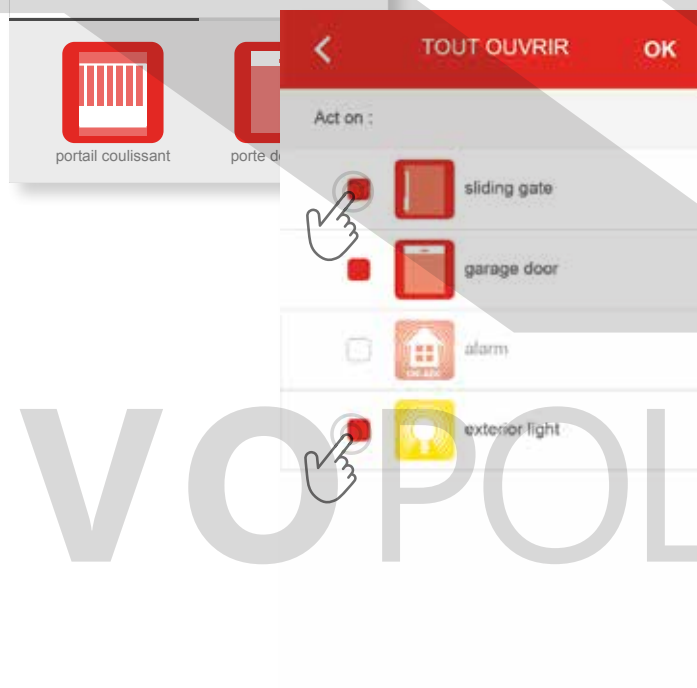 TOUT OUVRIR OK
Act on :
portail coulissant
porte d
sliding gate
garage door
alarm
exterior light
VOPOL